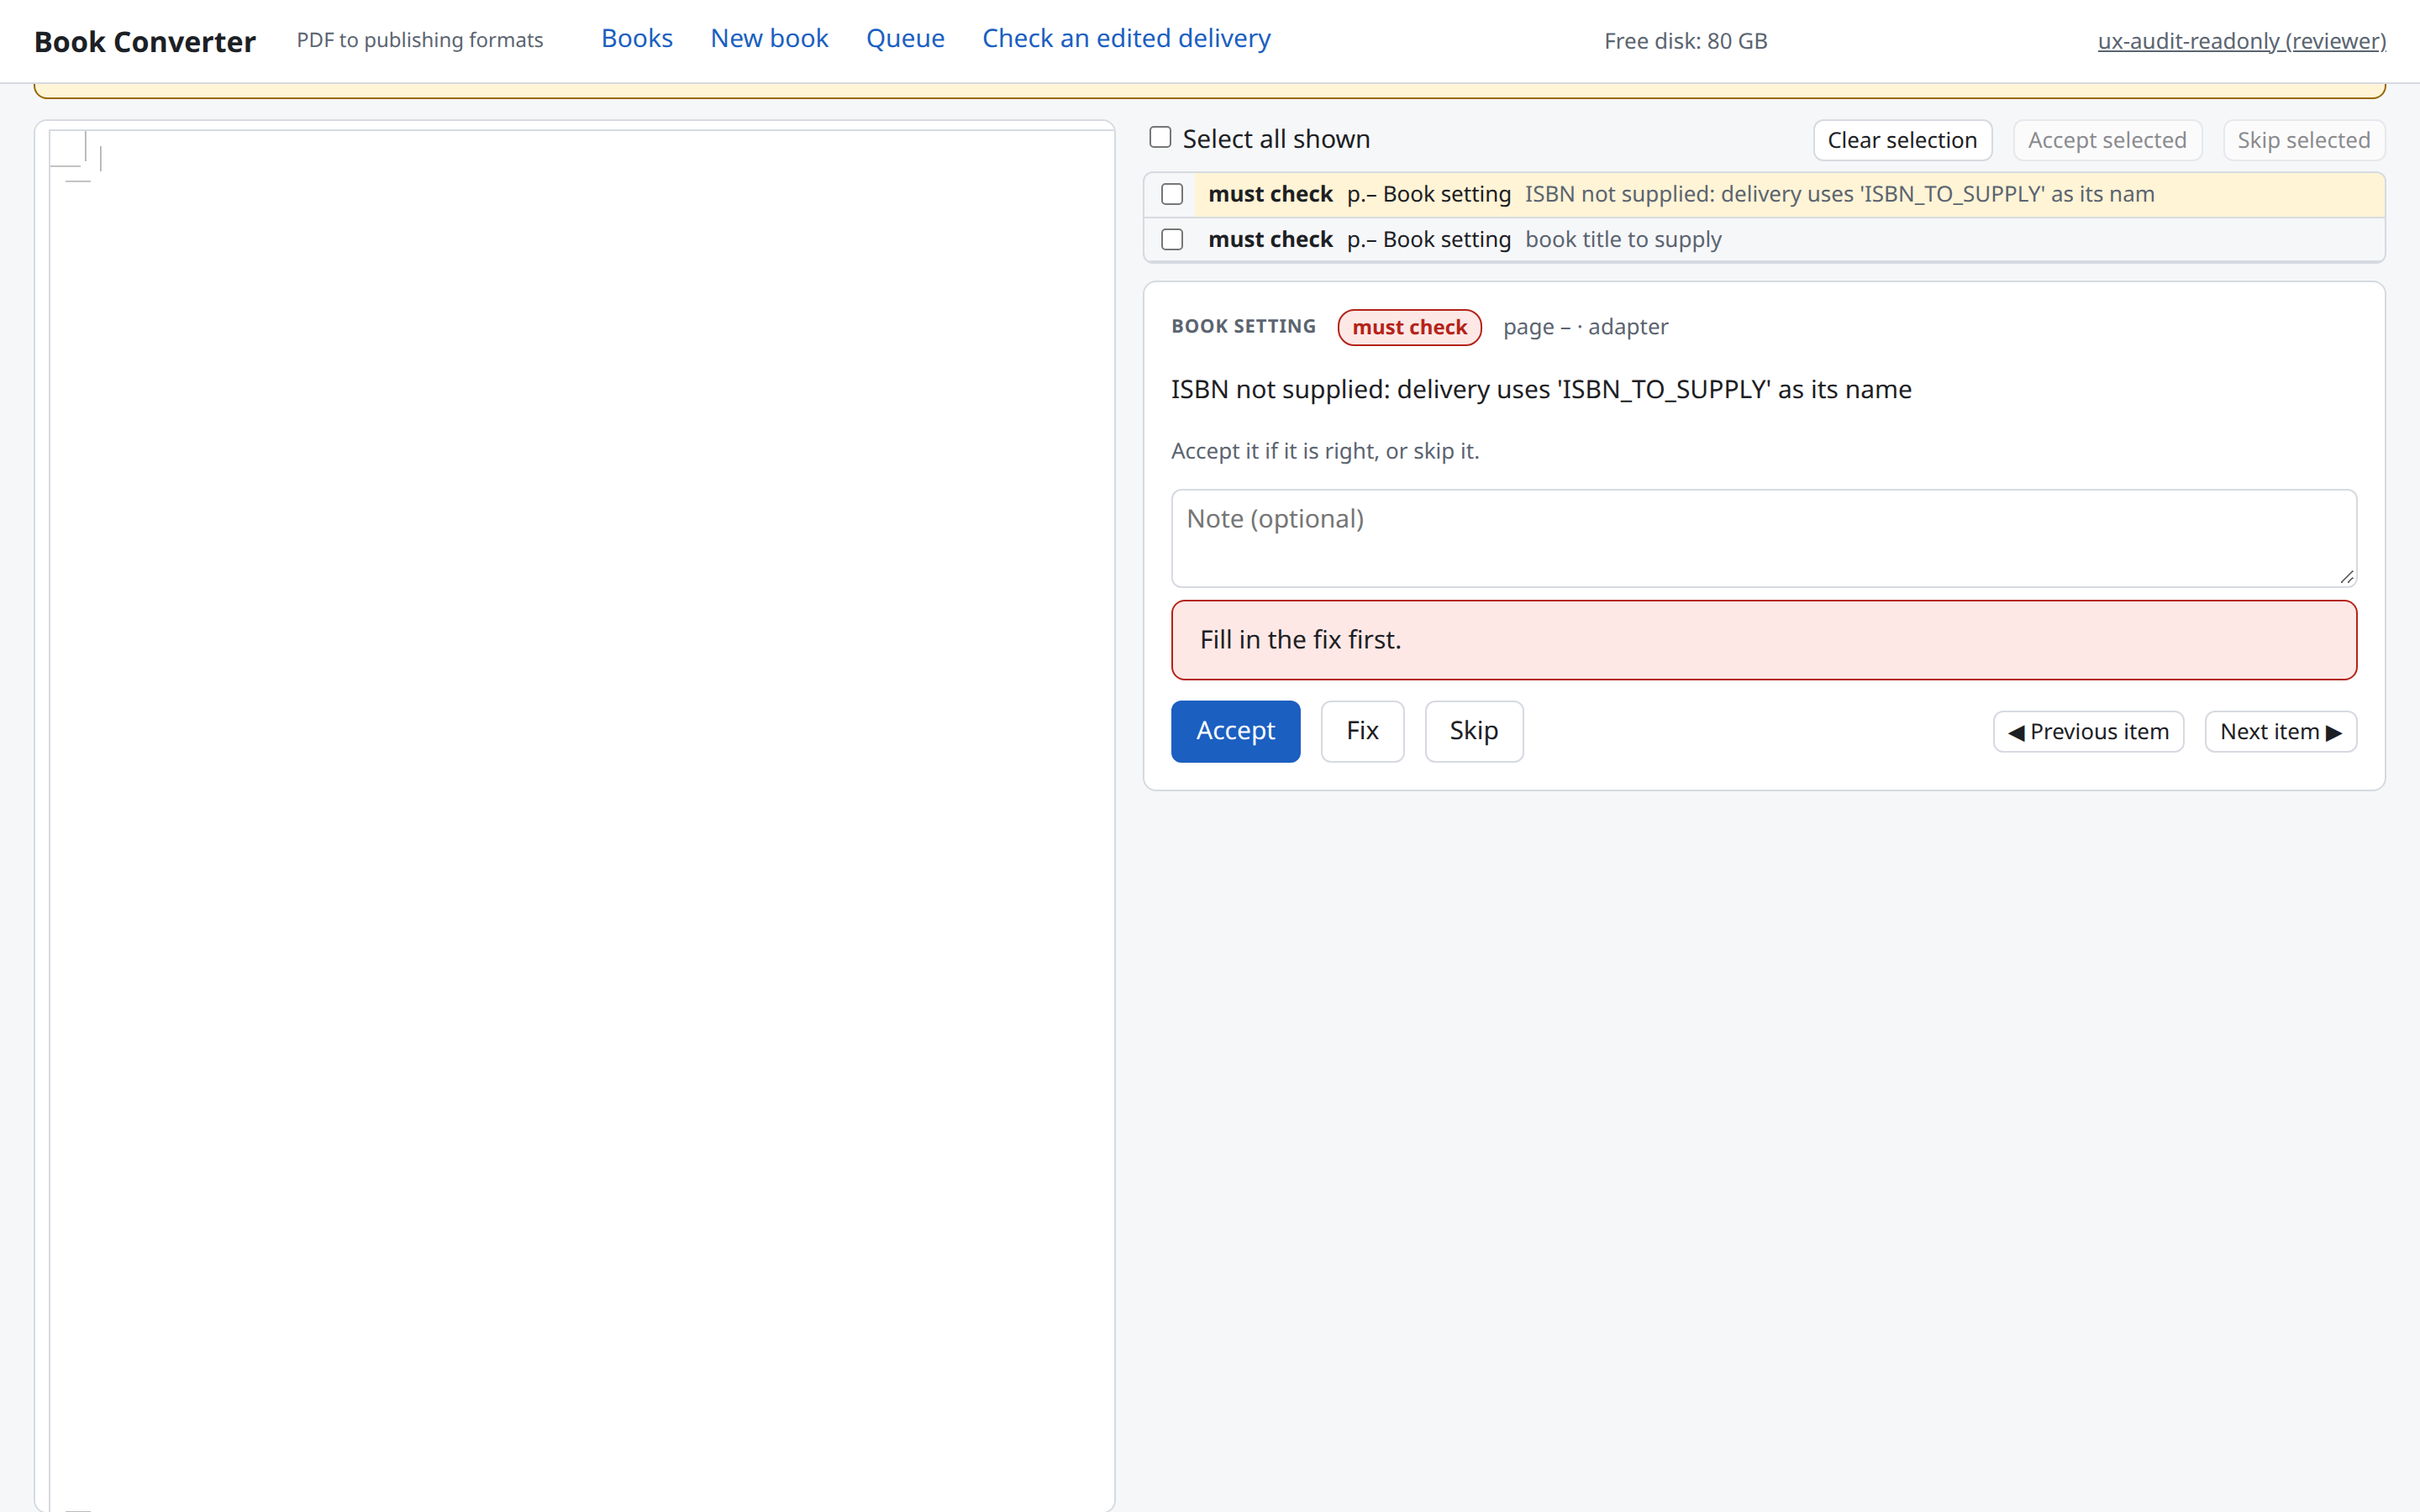 Book Converter PDF to publishing formats Books New book Queue Check an edited delivery Free disk: 80 GB ux-audit-readonly (reviewer)
Select all shown Clear selection Accept selected Skip selected
must check p.– Book setting ISBN not supplied: delivery uses 'ISBN_TO_SUPPLY' as its nam
must check p.– Book setting book title to supply
BOOK SETTING must check page – · adapter
ISBN not supplied: delivery uses 'ISBN_TO_SUPPLY' as its name
Accept it if it is right, or skip it.
Note (optional)
Fill in the fix first.
Accept Fix Skip ◀ Previous item Next item ▶